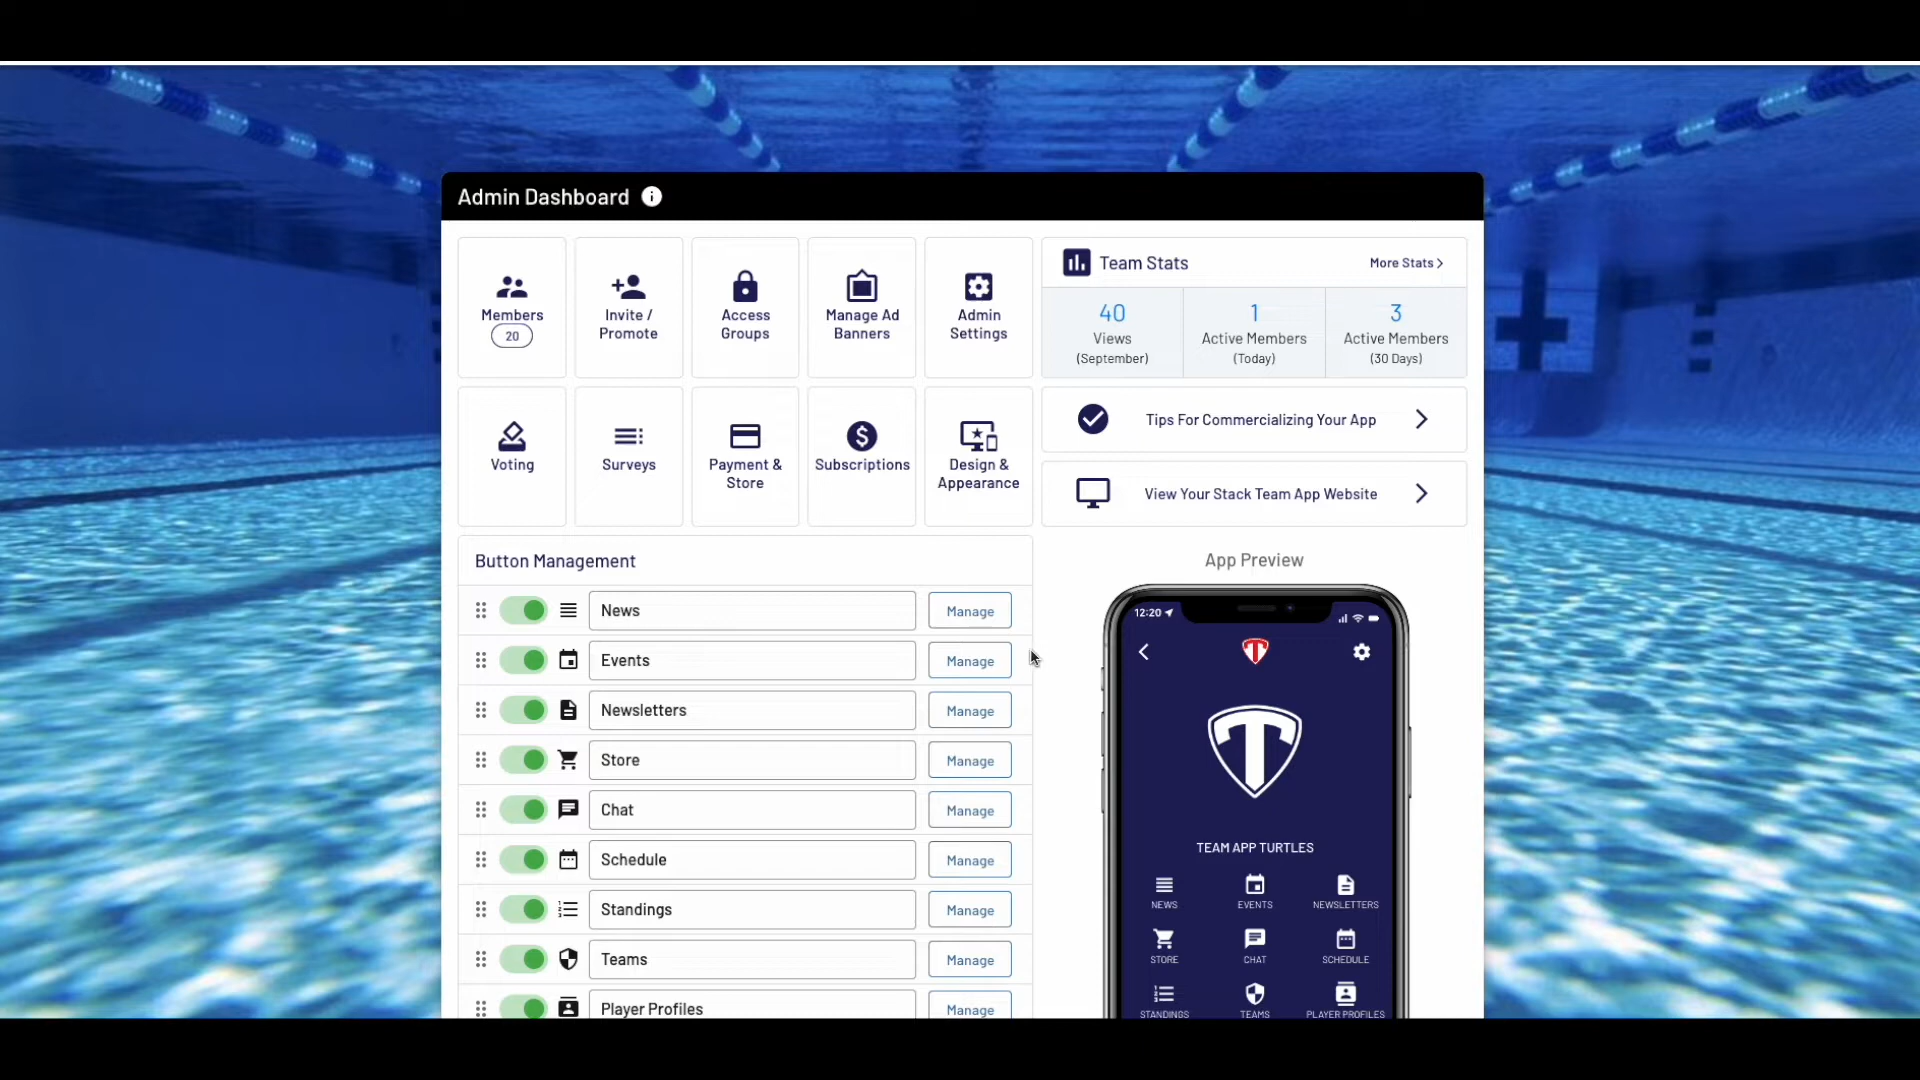 Admin Dashboard
Members
20
Invite /
Promote
Access
Groups
Manage Ad
Banners
Admin
Settings
Team Stats
More Stats
40
Views
(September)
1
Active Members
(Today)
3
Active Members
(30 Days)
Voting
Surveys
Payment &
Store
Subscriptions
Design &
Appearance
Tips For Commercializing Your App
View Your Stack Team App Website
Button Management
News Manage
Events Manage
Newsletters Manage
Store Manage
Chat Manage
Schedule Manage
Standings Manage
Teams Manage
Player Profiles Manage
App Preview
12:20
TEAM APP TURTLES
NEWS EVENTS NEWSLETTERS
STORE CHAT SCHEDULE
STANDINGS TEAMS PLAYER PROFILES